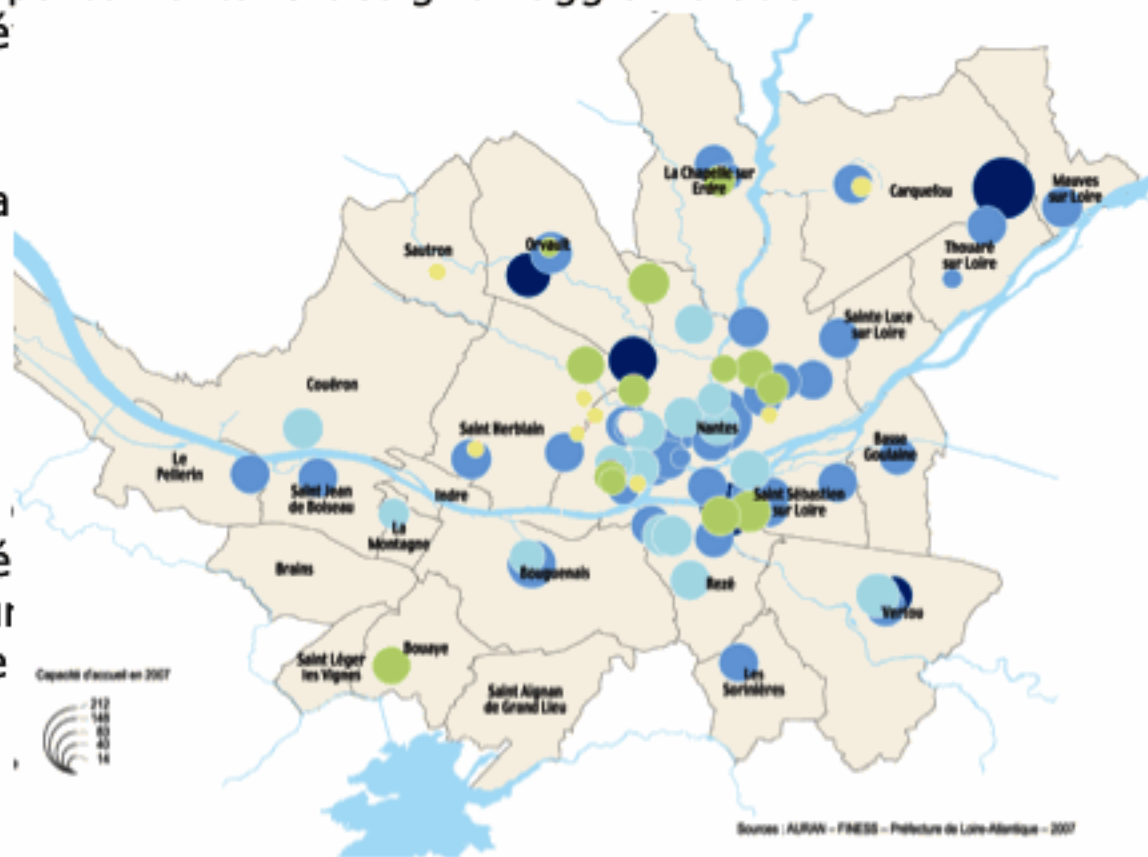 La Chapelle sur
Erdre
Carquefou
Mauves
sur Loire
Sautron
Orvault
Thouaré
sur Loire
Sainte Luce
sur Loire
Couëron
Saint Herblain
Nantes
Le
Pellerin
Saint Jean
de Boiseau
Indre
Basse
Goulaine
Saint Sébastien
sur Loire
La
Montagne
Brains
Bouguenais
Rezé
Vertou
Saint Léger
les Vignes
Bouaye
Les
Sorinières
Saint Aignan
de Grand Lieu
Capacité d'accueil en 2007
212
148
83
40
14
Sources : AURAN – FINESS – Préfecture de Loire-Atlantique – 2007